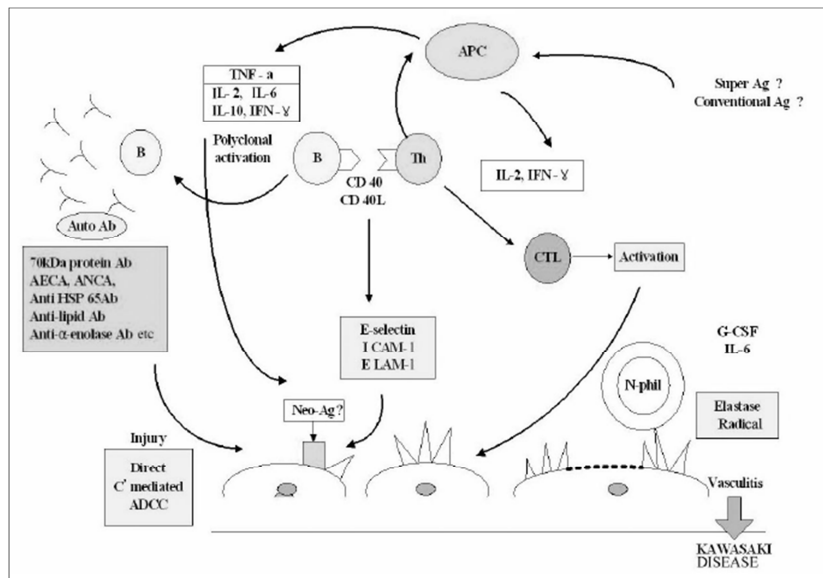 APC
TNF - a
IL- 2, IL-6
IL-10, IFN-ɣ
Super Ag ?
Conventional Ag ?
B
Polyclonal
activation
B
Th
CD 40
CD 40L
IL-2, IFN-ɣ
Auto Ab
CTL
Activation
70kDa protein Ab
AECA, ANCA,
Anti HSP 65Ab
Anti-lipid Ab
Anti-α-enolase Ab etc
E-selectin
I CAM-1
E LAM-1
G-CSF
IL-6
N-phil
Neo-Ag?
Elastase
Radical
Injury
Direct
C' mediated
ADCC
Vasculitis
KAWASAKI
DISEASE